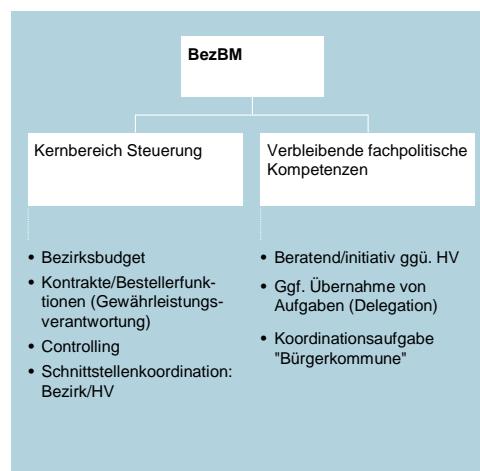 BezBM
Kernbereich Steuerung
• Bezirksbudget
• Kontrakte/Bestellerfunk-
tionen (Gewährleistungs-
verantwortung)
• Controlling
• Schnittstellenkoordination:
Bezirk/HV
Verbleibende fachpolitische
Kompetenzen
• Beratend/initiativ ggü. HV
• Ggf. Übernahme von
Aufgaben (Delegation)
• Koordinationsaufgabe
"Bürgerkommune"